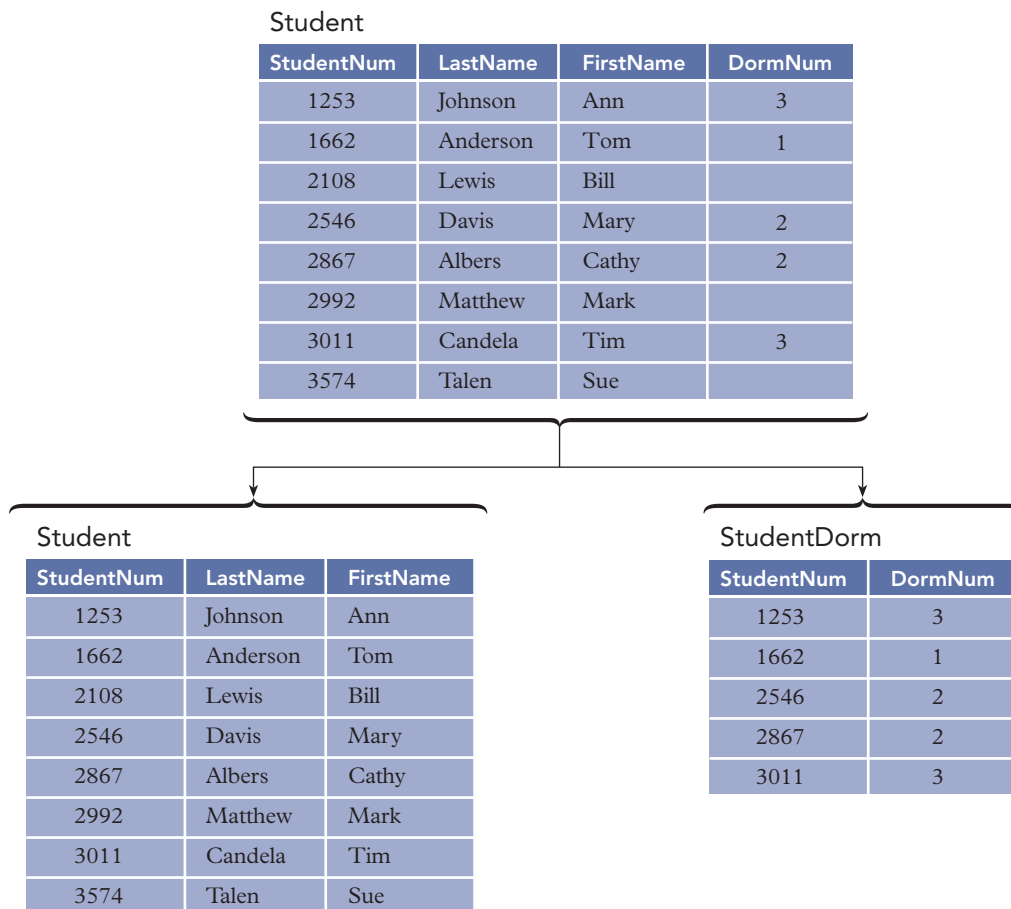 Student
StudentNum LastName FirstName DormNum
1253 Johnson Ann 3
1662 Anderson Tom 1
2108 Lewis Bill
2546 Davis Mary 2
2867 Albers Cathy 2
2992 Matthew Mark
3011 Candela Tim 3
3574 Talen Sue
Student
StudentNum LastName FirstName
1253 Johnson Ann
1662 Anderson Tom
2108 Lewis Bill
2546 Davis Mary
2867 Albers Cathy
2992 Matthew Mark
3011 Candela Tim
3574 Talen Sue
StudentDorm
StudentNum DormNum
1253 3
1662 1
2546 2
2867 2
3011 3